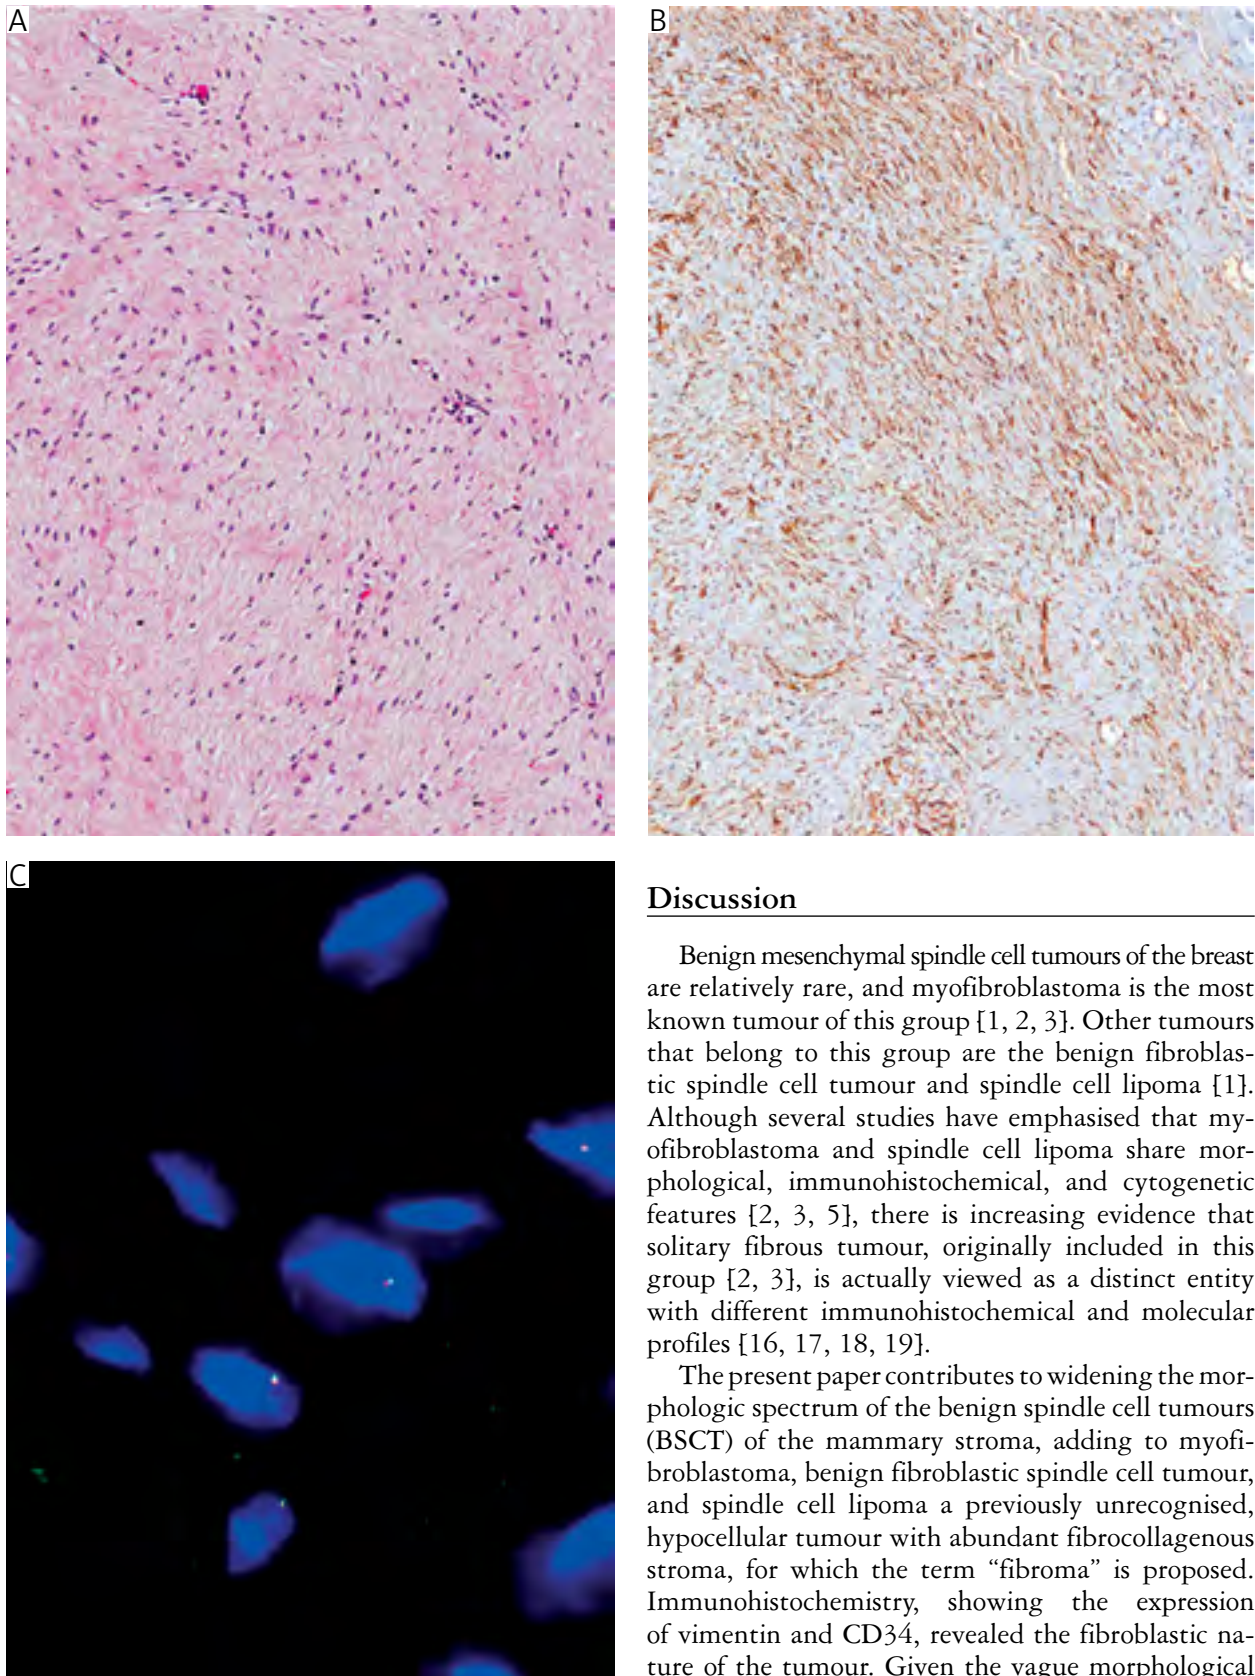 A
B
C
Discussion
Benign mesenchymal spindle cell tumours of the breast
are relatively rare, and myofibroblastoma is the most
known tumour of this group [1, 2, 3]. Other tumours
that belong to this group are the benign fibroblas-
tic spindle cell tumour and spindle cell lipoma [1].
Although several studies have emphasised that my-
ofibroblastoma and spindle cell lipoma share mor-
phological, immunohistochemical, and cytogenetic
features [2, 3, 5], there is increasing evidence that
solitary fibrous tumour, originally included in this
group [2, 3], is actually viewed as a distinct entity
with different immunohistochemical and molecular
profiles [16, 17, 18, 19].
The present paper contributes to widening the mor-
phologic spectrum of the benign spindle cell tumours
(BSCT) of the mammary stroma, adding to myofi-
broblastoma, benign fibroblastic spindle cell tumour,
and spindle cell lipoma a previously unrecognised,
hypocellular tumour with abundant fibrocollagenous
stroma, for which the term “fibroma” is proposed.
Immunohistochemistry, showing the expression
of vimentin and CD34, revealed the fibroblastic na-
ture of the tumour. Given the vague morphological